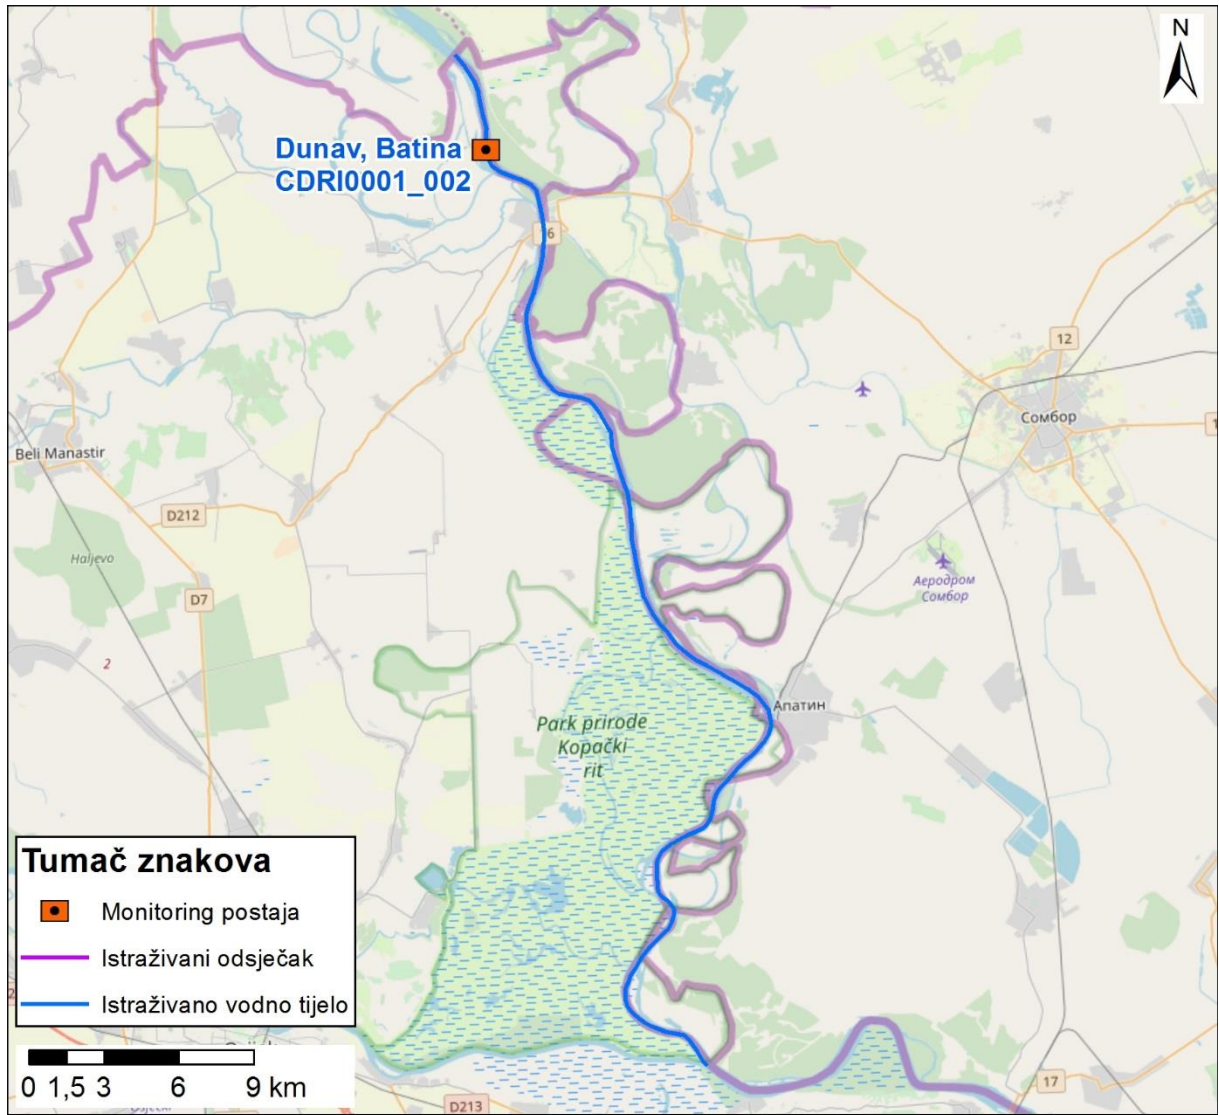 N
Dunav, Batina
CDRI0001_002
12
Сомбор
Beli Manastir
D212
Haljevo
Аеродром
Сомбор
D7
2
Апатин
Park prirode
Kopački
rit
Tumač znakova
Monitoring postaja
Istraživani odsječak
Istraživano vodno tijelo
0 1,5 3 6 9 km
17
D213